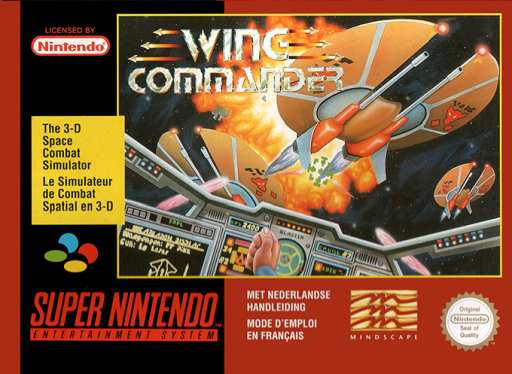 LICENSED BY
Nintendo
WING
COMMANDER
The 3-D
Space
Combat
Simulator
Le Simulateur
de Combat
Spatial en 3-D
BLASTER
SUPER NINTENDO
ENTERTAINMENT SYSTEM
MET NEDERLANDSE
HANDLEIDING
MODE D'EMPLOI
EN FRANÇAIS
MINDSCAPE
Original
Nintendo
Seal of
Quality